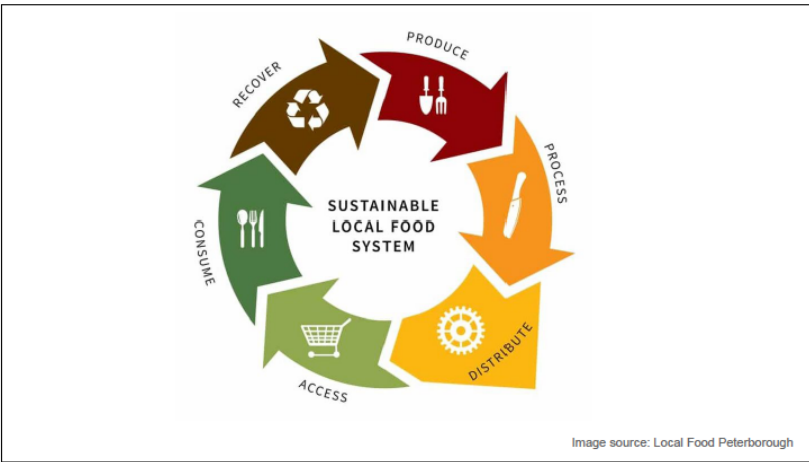 PRODUCE
PROCESS
DISTRIBUTE
ACCESS
CONSUME
RECOVER
SUSTAINABLE
LOCAL FOOD
SYSTEM
Image source: Local Food Peterborough